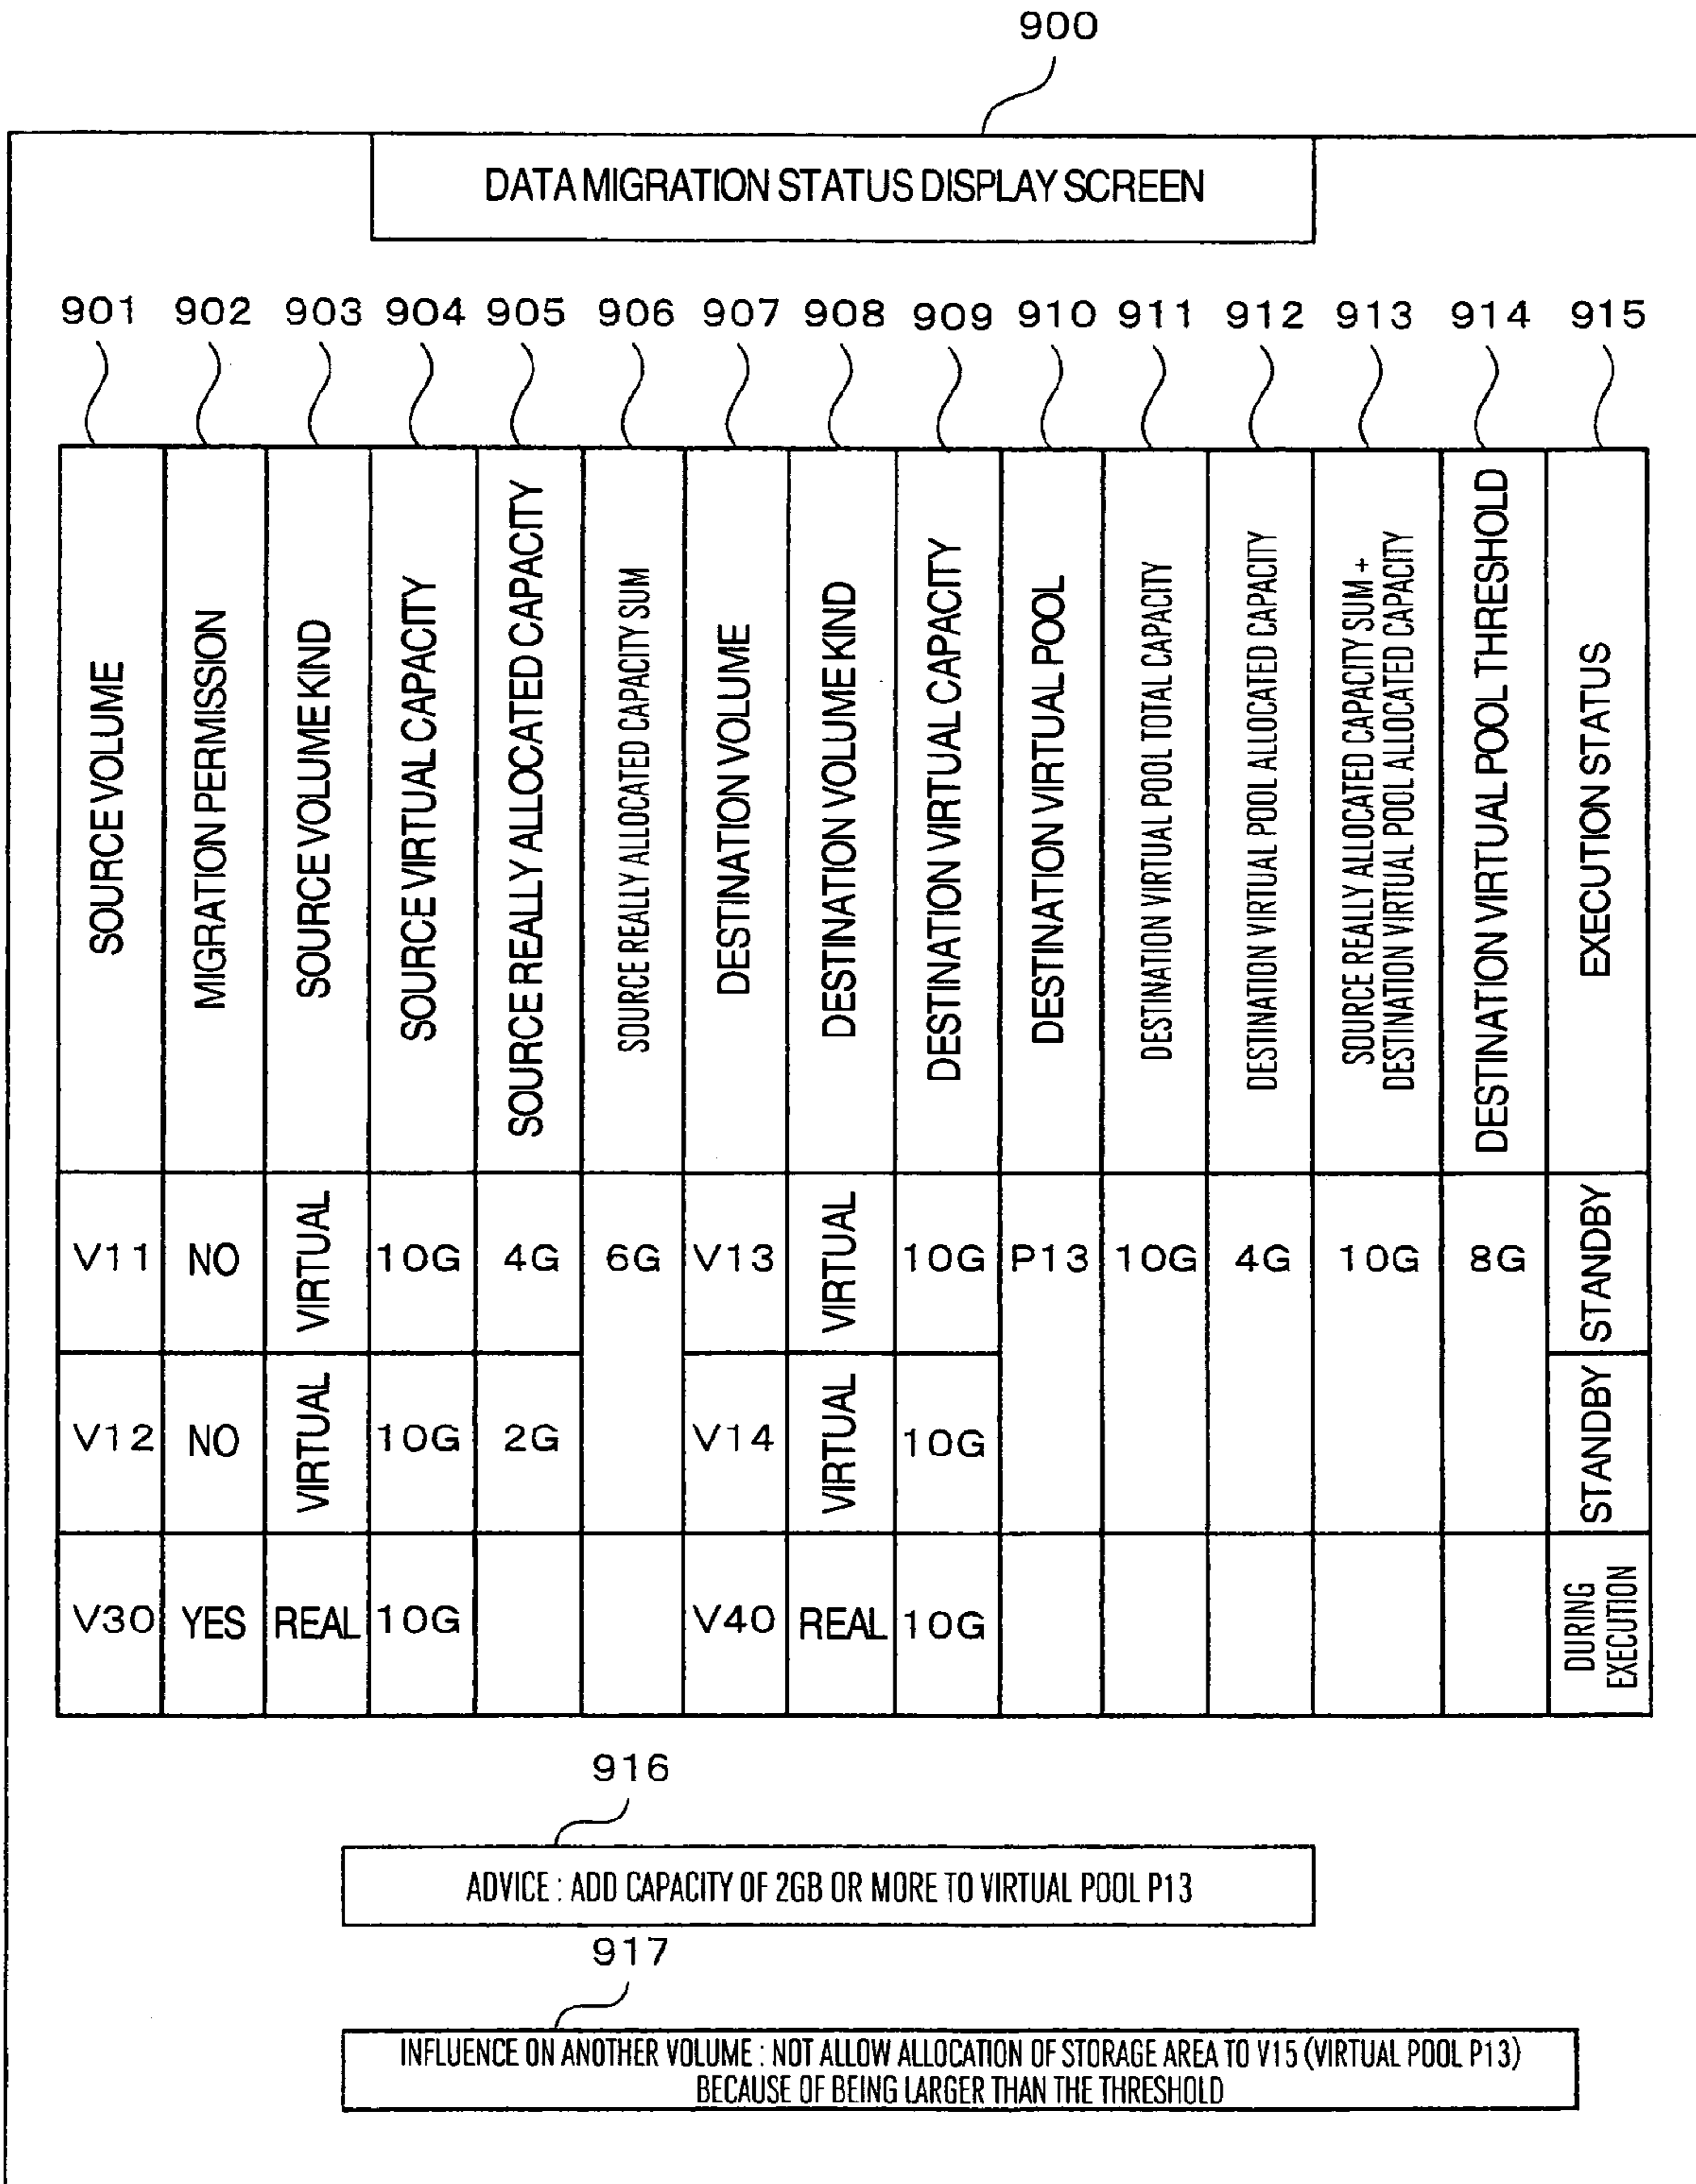 900
DATA MIGRATION STATUS DISPLAY SCREEN
901 902 903 904 905 906 907 908 909 910 911 912 913 914 915
SOURCE VOLUME
MIGRATION PERMISSION
SOURCE VOLUME KIND
SOURCE VIRTUAL CAPACITY
SOURCE REALLY ALLOCATED CAPACITY
SOURCE REALLY ALLOCATED CAPACITY SUM
DESTINATION VOLUME
DESTINATION VOLUME KIND
DESTINATION VIRTUAL CAPACITY
DESTINATION VIRTUAL POOL
DESTINATION VIRTUAL POOL TOTAL CAPACITY
DESTINATION VIRTUAL POOL ALLOCATED CAPACITY
SOURCE REALLY ALLOCATED CAPACITY SUM +
DESTINATION VIRTUAL POOL ALLOCATED CAPACITY
DESTINATION VIRTUAL POOL THRESHOLD
EXECUTION STATUS
V11 NO VIRTUAL 10G 4G 6G V13 VIRTUAL 10G P13 10G 4G 10G 8G STANDBY
V12 NO VIRTUAL 10G 2G V14 VIRTUAL 10G STANDBY
V30 YES REAL 10G V40 REAL 10G DURING
EXECUTION
916
ADVICE : ADD CAPACITY OF 2GB OR MORE TO VIRTUAL POOL P13
917
INFLUENCE ON ANOTHER VOLUME : NOT ALLOW ALLOCATION OF STORAGE AREA TO V15 (VIRTUAL POOL P13)
BECAUSE OF BEING LARGER THAN THE THRESHOLD